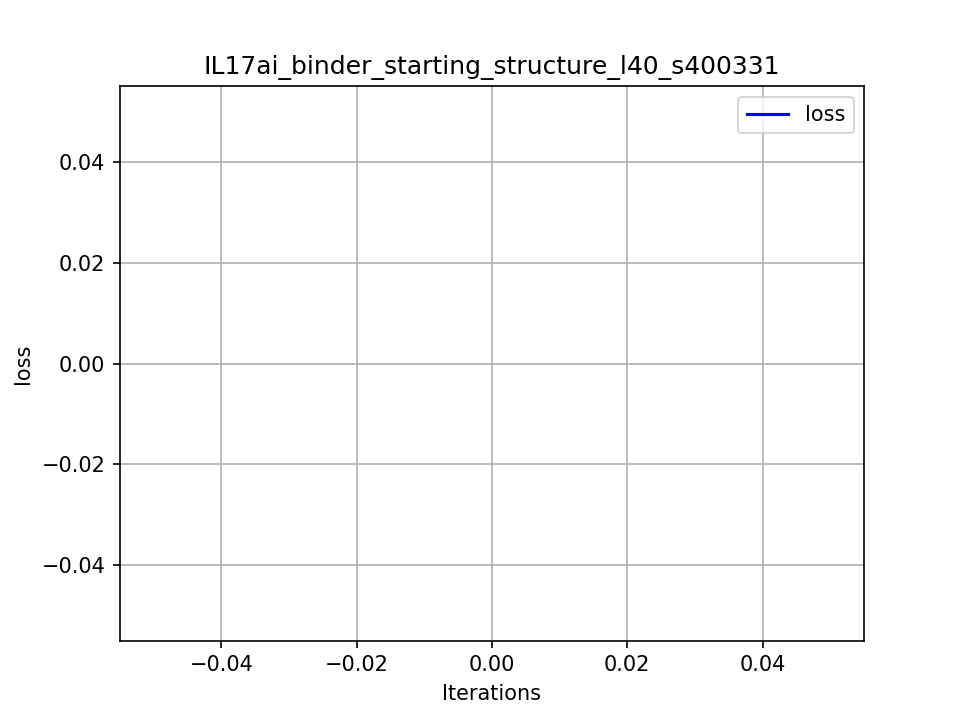 IL17ai_binder_starting_structure_l40_s400331
loss
0.04
0.02
0.00
−0.02
−0.04
loss
−0.04 −0.02 0.00 0.02 0.04
Iterations